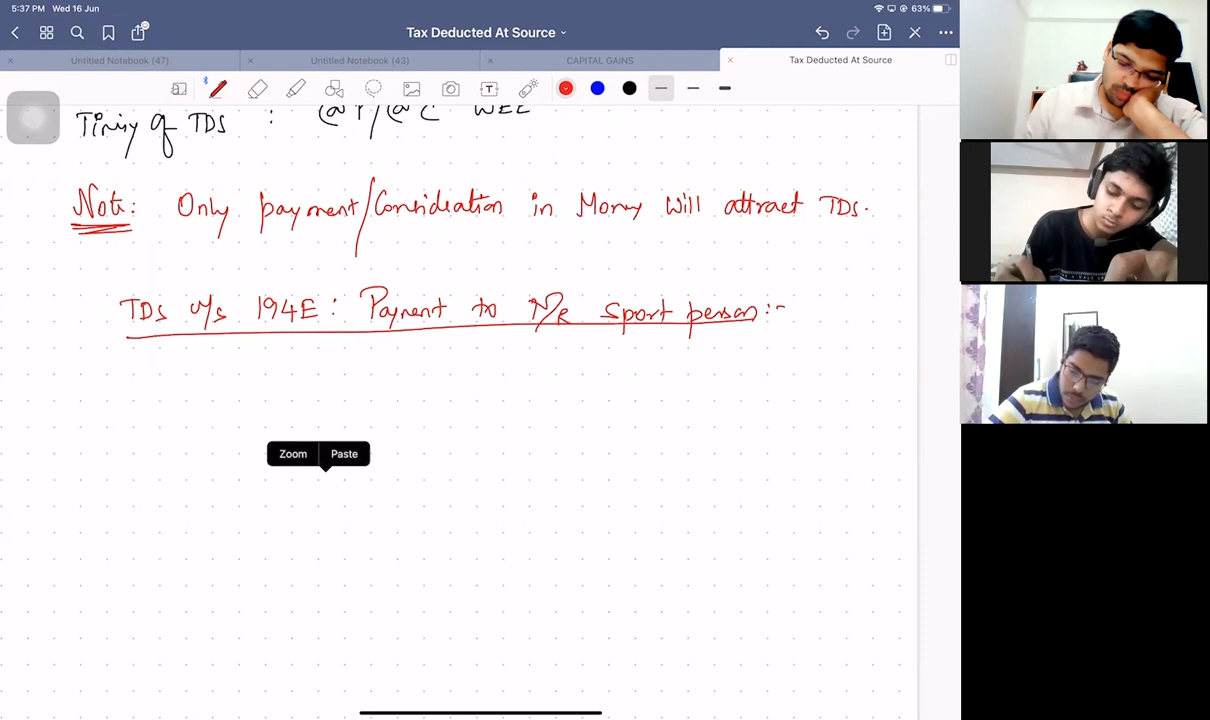 5:37 PM Wed 16 Jun
63%
Tax Deducted At Source
Untitled Notebook (47)
Untitled Notebook (43)
CAPITAL GAINS
Tax Deducted At Source
Timing of TDS : @P/@C WEE
Note: Only payment/Consideration in Money Will attract TDS.
TDS u/s 194E: Payment to N/R Sport person:-
Zoom Paste